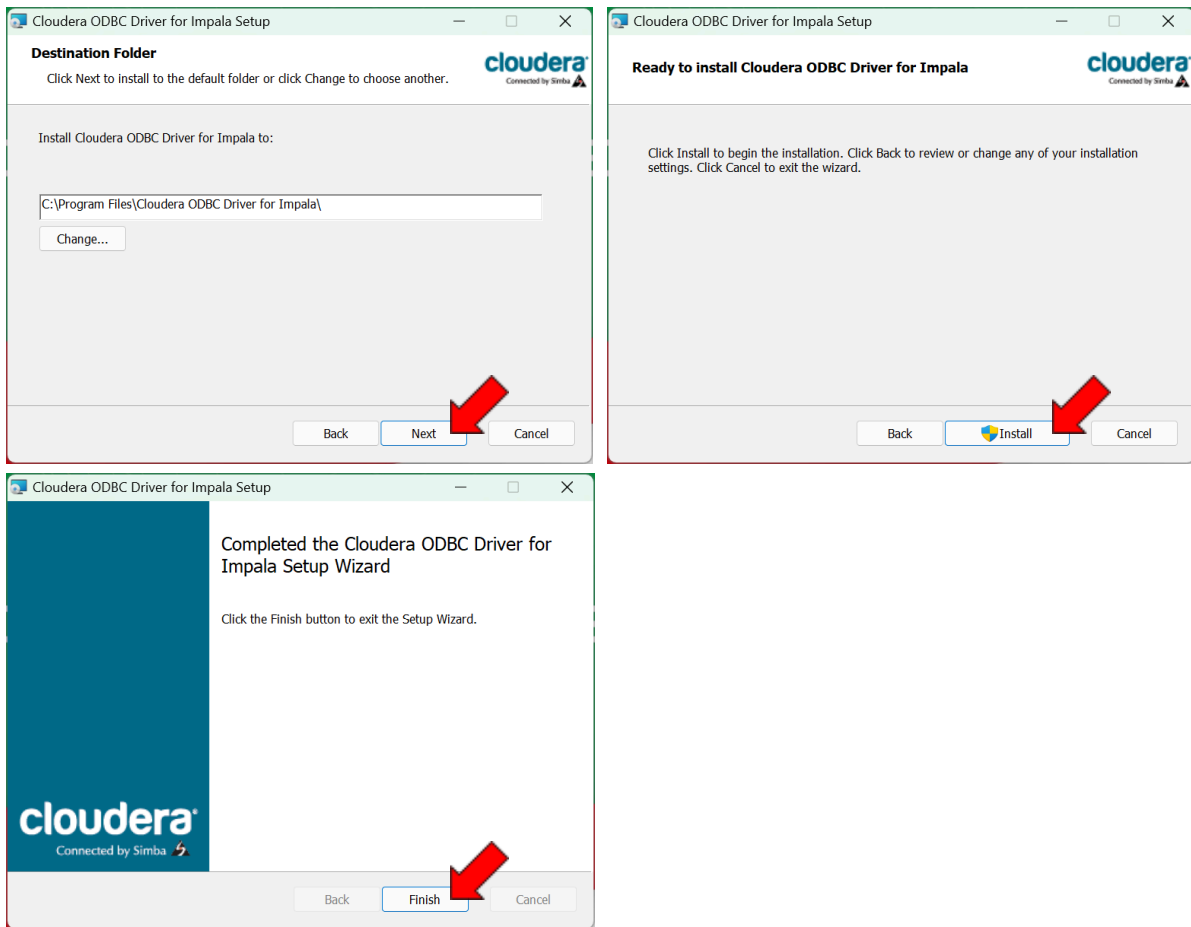 Cloudera ODBC Driver for Impala Setup
Destination Folder
Click Next to install to the default folder or click Change to choose another.
cloudera
Connected by Simba
Install Cloudera ODBC Driver for Impala to:
C:\Program Files\Cloudera ODBC Driver for Impala\
Change...
Back
Next
Cancel
Cloudera ODBC Driver for Impala Setup
Ready to install Cloudera ODBC Driver for Impala
cloudera
Connected by Simba
Click Install to begin the installation. Click Back to review or change any of your installation
settings. Click Cancel to exit the wizard.
Back
Install
Cancel
Cloudera ODBC Driver for Impala Setup
Completed the Cloudera ODBC Driver for
Impala Setup Wizard
Click the Finish button to exit the Setup Wizard.
cloudera
Connected by Simba
Back
Finish
Cancel